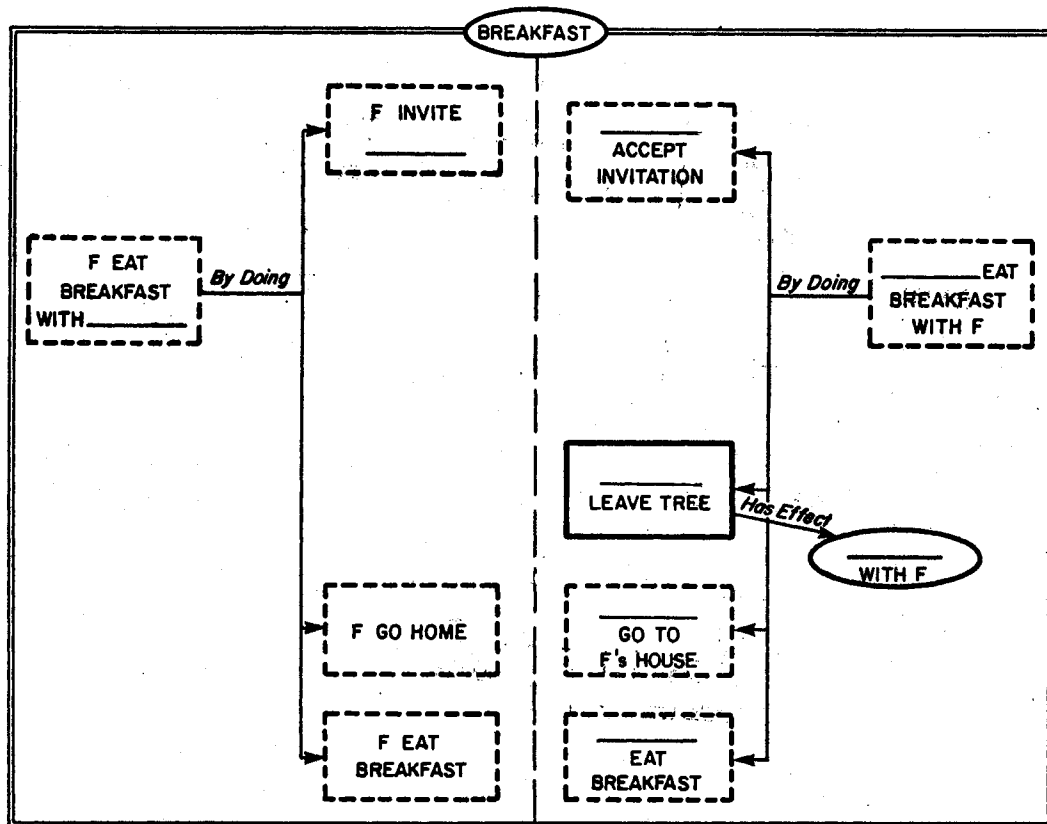 BREAKFAST
F INVITE
F EAT
BREAKFAST
WITH
By Doing
F GO HOME
F EAT
BREAKFAST
ACCEPT
INVITATION
By Doing
EAT
BREAKFAST
WITH F
LEAVE TREE
Has Effect
WITH F
GO TO
F's HOUSE
EAT
BREAKFAST